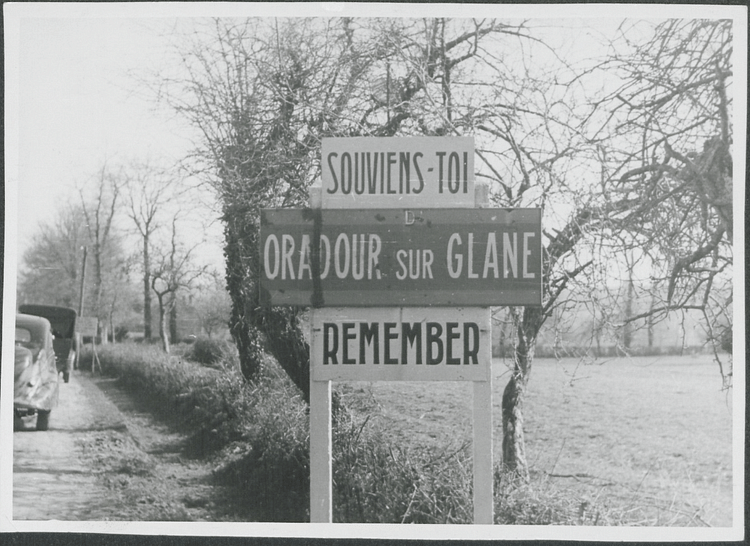 SOUVIENS-TOI
D
ORADOUR SUR GLANE
REMEMBER